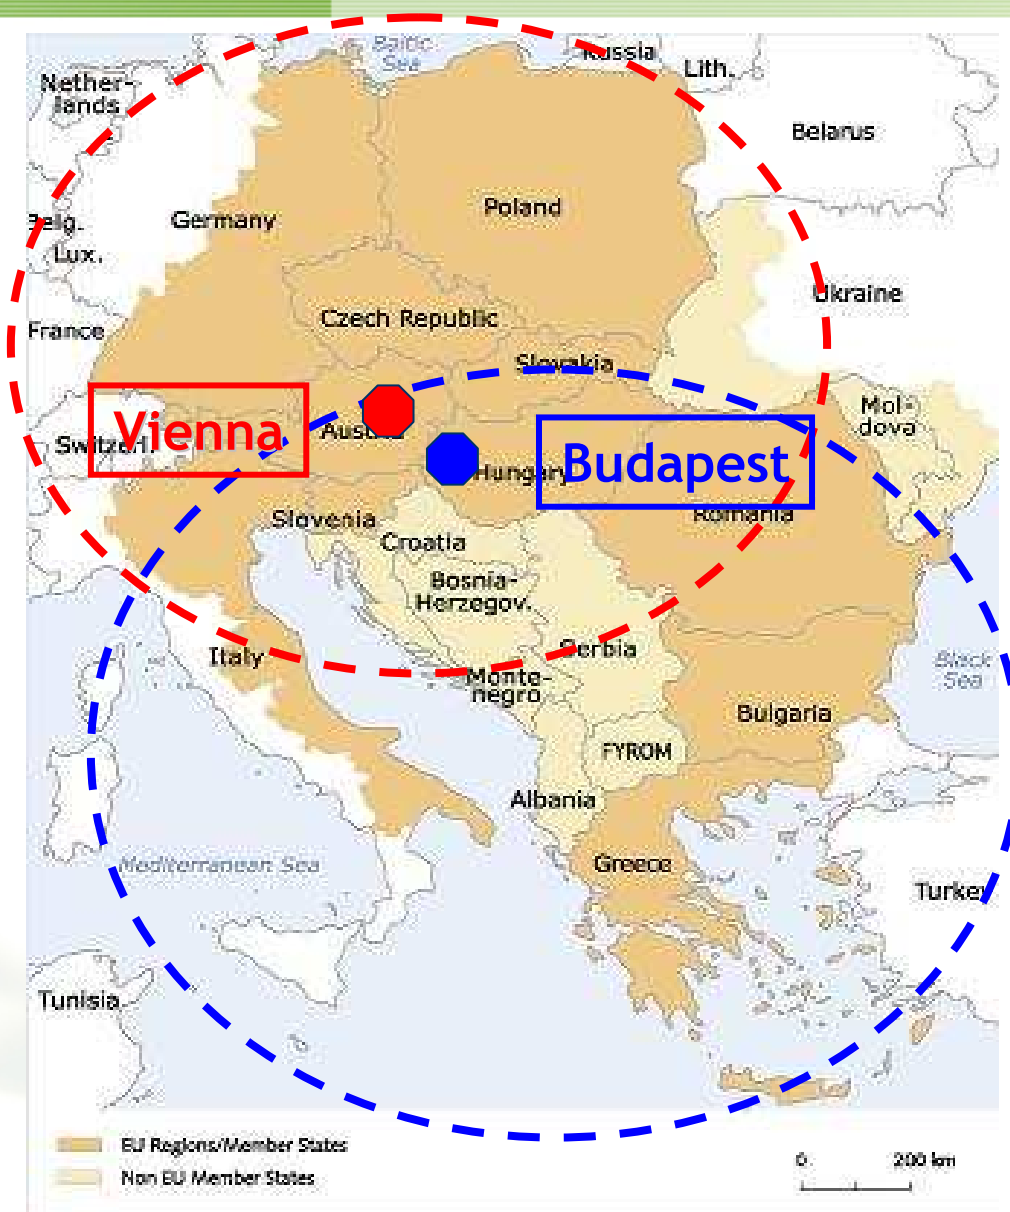 Baltic
Sea
Russia
Lith.
Nether-
lands
Belarus
Belg.
Lux.
Germany
Poland
Ukraine
France
Czech Republic
Slovakia
Mol-
dova
Vienna
Switzerl.
Austria
Budapest
Hungary
Romania
Slovenia
Croatia
Bosnia-
Herzegov.
Serbia
Italy
Monte-
negro
Black
Sea
Bulgaria
FYROM
Albania
Mediterranean Sea
Greece
Turkey
Tunisia
EU Regions/Member States
Non EU Member States
0 200 km